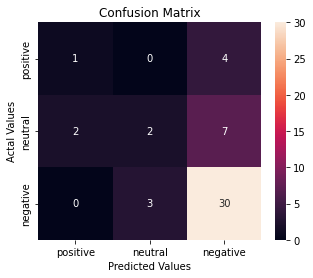 Confusion Matrix
positive
neutral
negative
Actal Values
1 0 4
2 2 7
0 3 30
positive neutral negative
Predicted Values
30
25
20
15
10
5
0